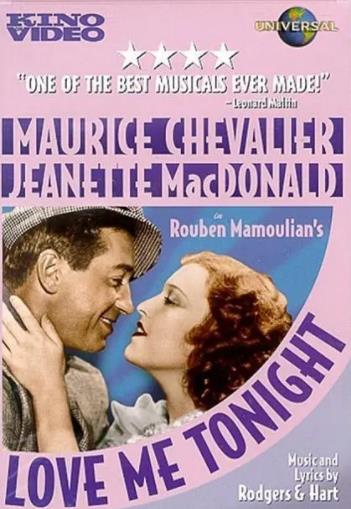 KINO
VIDEO
UNIVERSAL
"ONE OF THE BEST MUSICALS EVER MADE!"
-Leonard Maltin
MAURICE CHEVALIER
JEANETTE MacDONALD
in
Rouben Mamoulian's
LOVE ME TONIGHT
Music and
Lyrics by
Rodgers & Hart